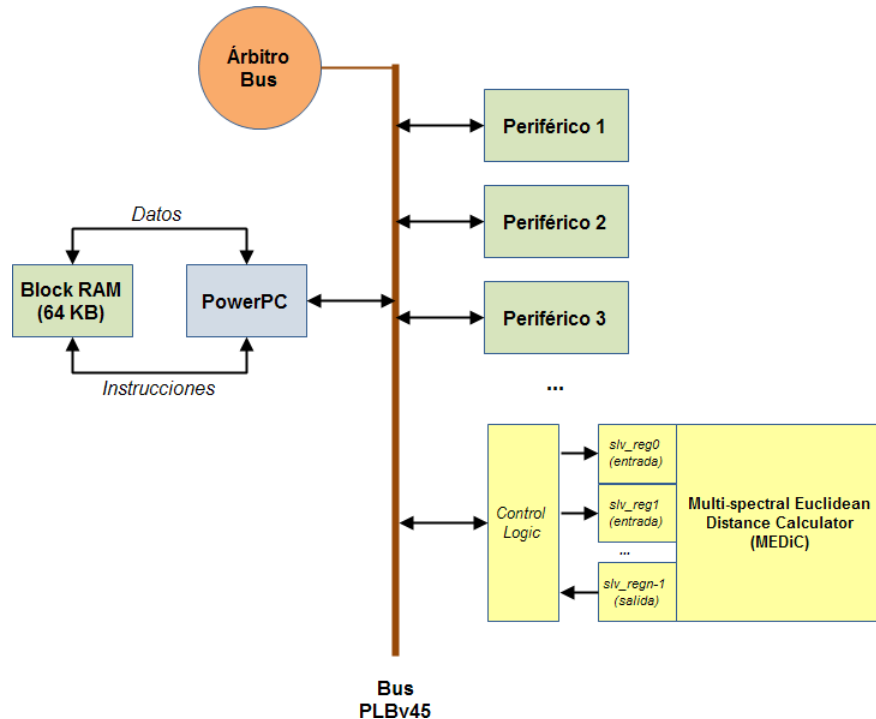 Árbitro
Bus
Periférico 1
Datos
Periférico 2
Block RAM
(64 KB)
PowerPC
Periférico 3
Instrucciones
...
slv_reg0
(entrada)
Control
Logic
slv_reg1
(entrada)
...
slv_regn-1
(salida)
Multi-spectral Euclidean
Distance Calculator
(MEDiC)
Bus
PLBv45